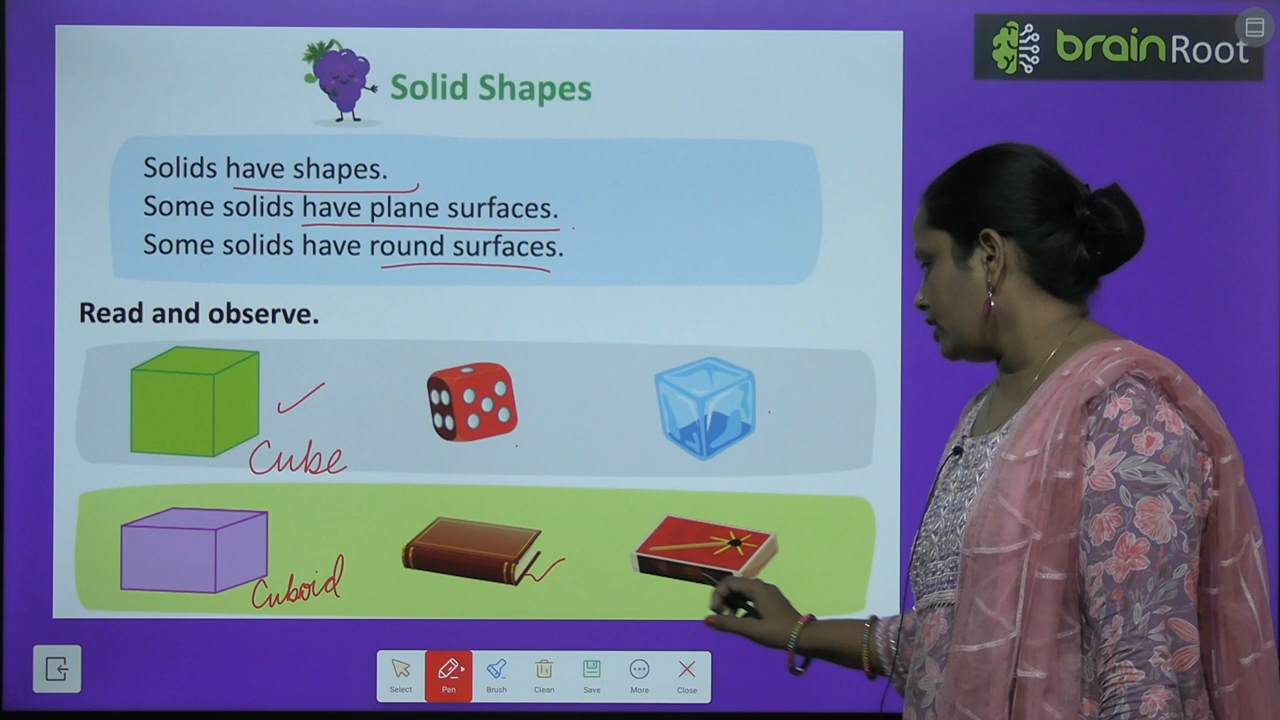 brainRoot
Solid Shapes
Solids have shapes.
Some solids have plane surfaces.
Some solids have round surfaces.
Read and observe.
Cube
Cuboid
Select
Pen
Brush
Clean
Save
More
Close